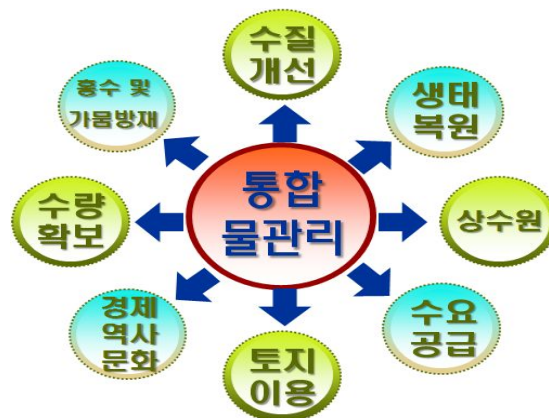 수질
개선
홍수 및
가뭄방재
생태
복원
통합
물관리
수량
확보
상수원
경제
역사
문화
수요
공급
토지
이용